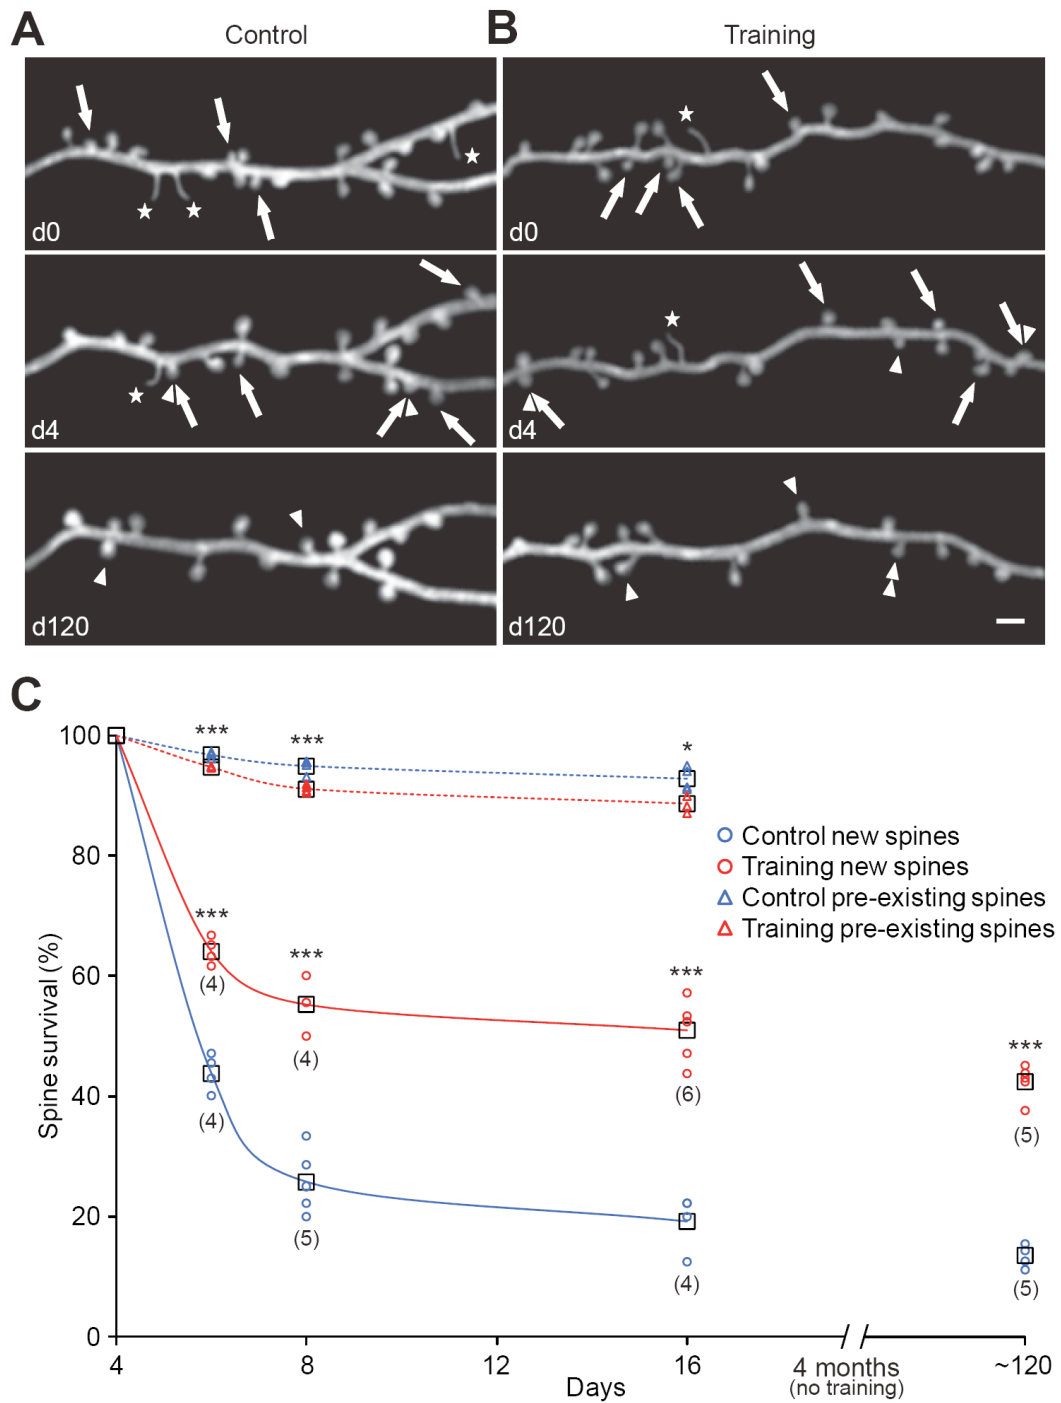 A
Control
B
Training
d0
d0
d4
d4
d120
d120
C
100
80
60
40
20
0
Spine survival (%)
***
***
*
***
***
***
***
(4)
(4)
(6)
(5)
(4)
(5)
(4)
(5)
Control new spines
Training new spines
Control pre-existing spines
Training pre-existing spines
4
8
12
16
4 months
(no training)
~120
Days